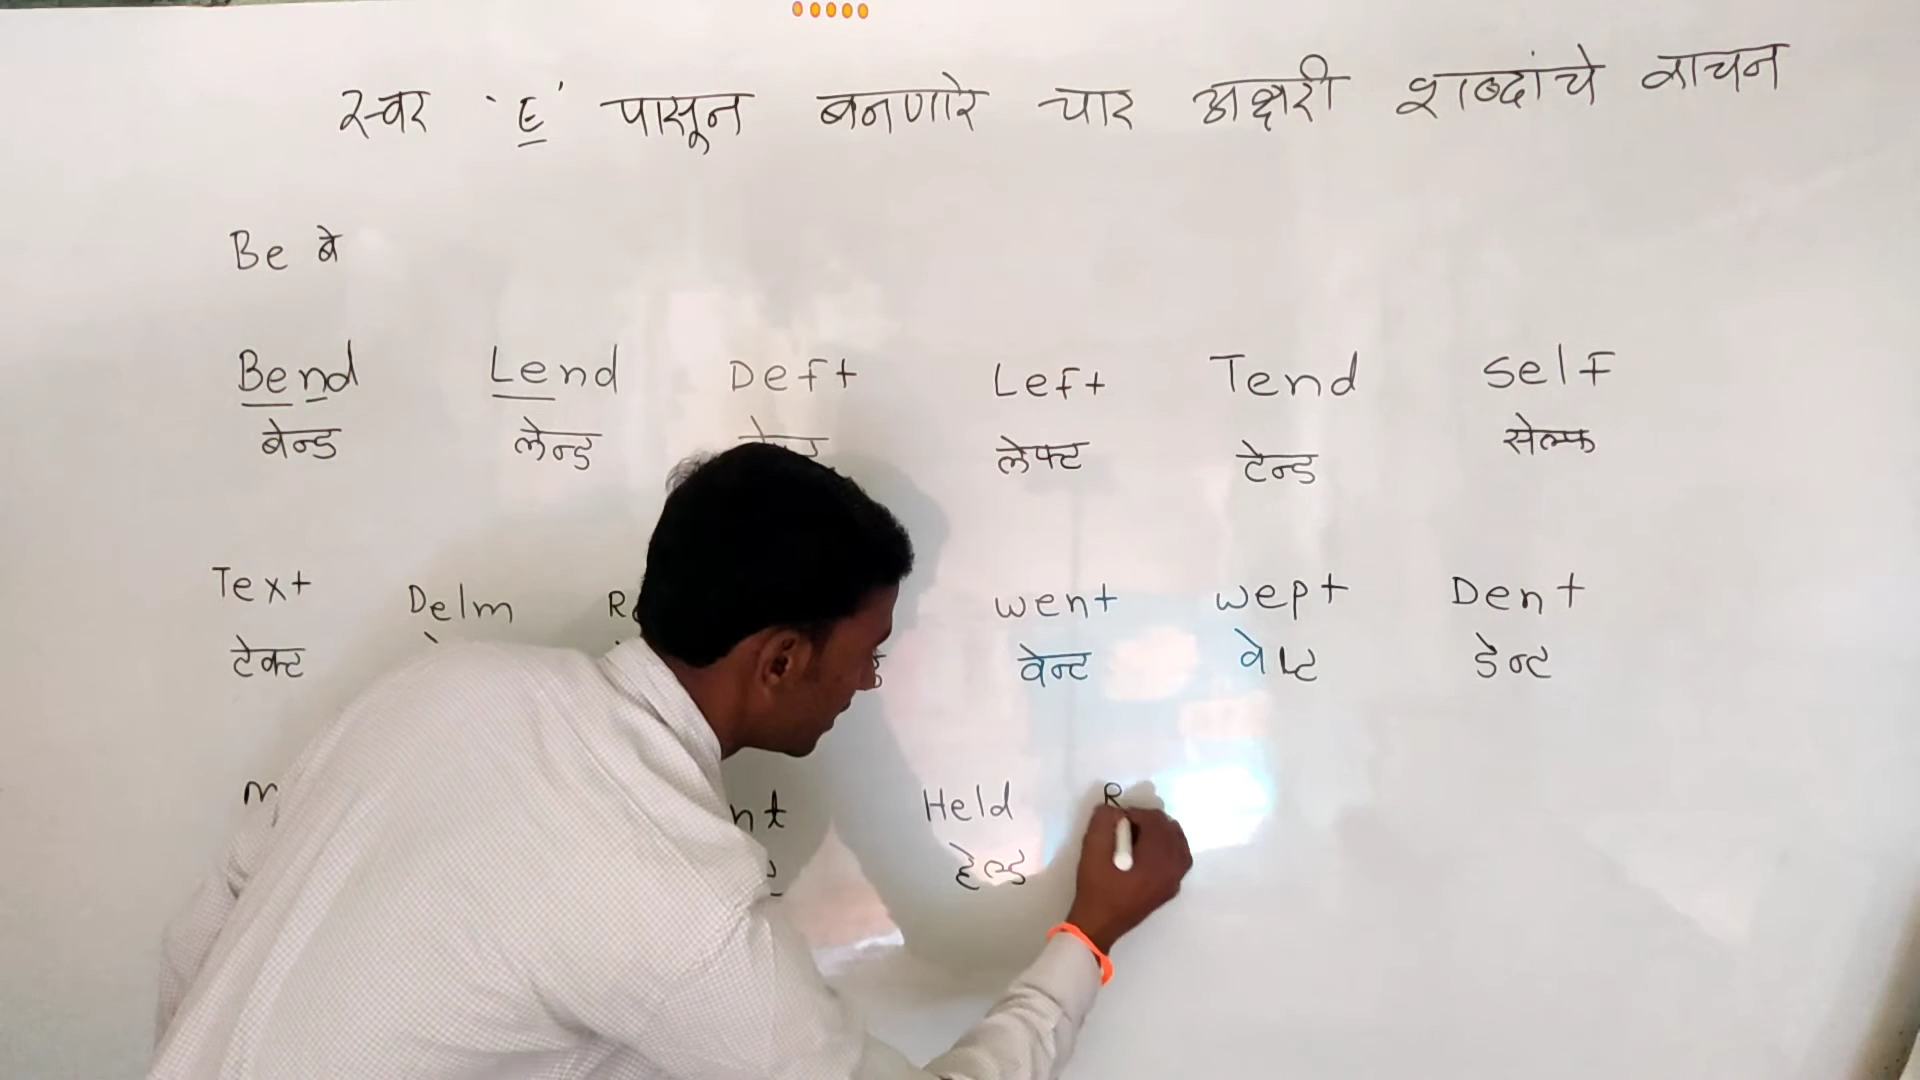 स्वर 'E' पासून बनणारे चार अक्षरी शब्दांचे वाचन
Be बे
Bend Lend Deft Left Tend Self
बेन्ड लेन्ड लेफ्ट टेन्ड सेल्फ
Text Delm went wept Dent
टेक्ट वेन्ट वेप्ट डेन्ट
Held R
हेल्ड